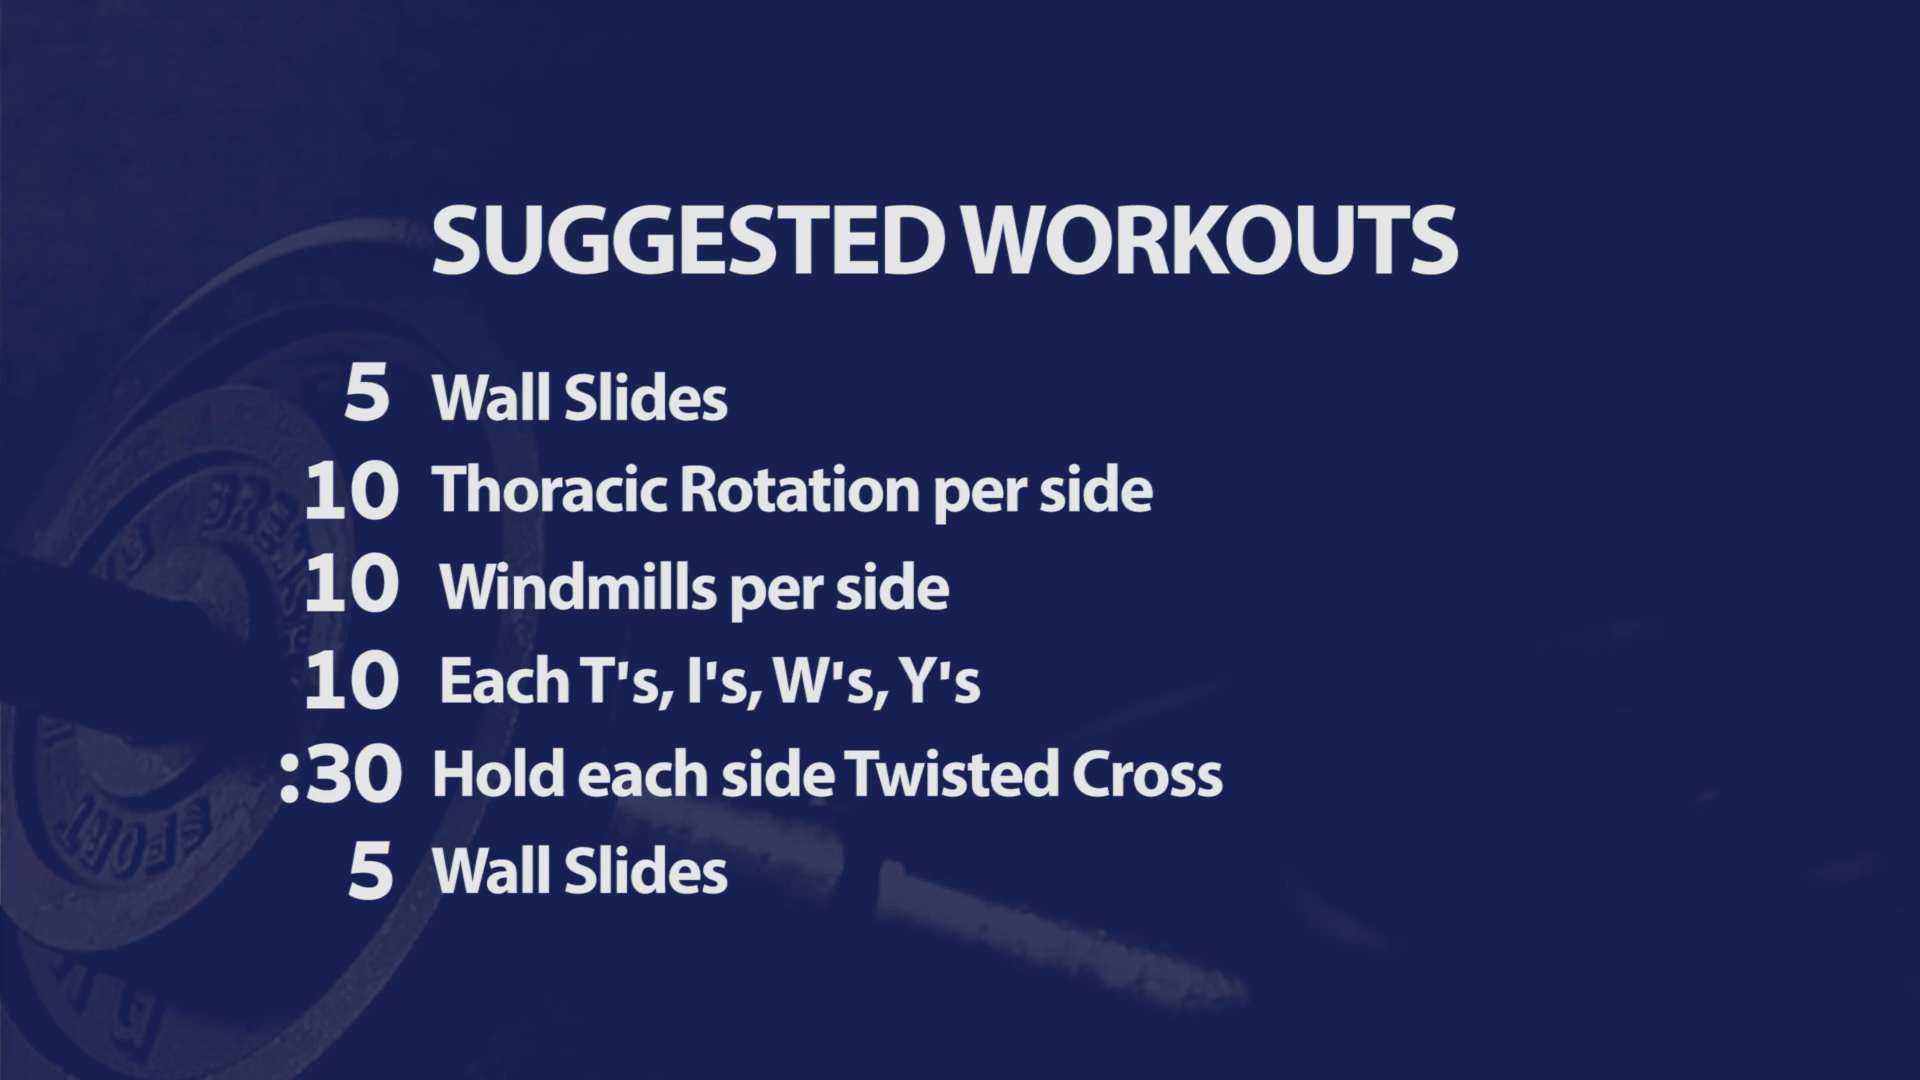 SUGGESTED WORKOUTS
5 Wall Slides
10 Thoracic Rotation per side
10 Windmills per side
10 Each T's, I's, W's, Y's
:30 Hold each side Twisted Cross
5 Wall Slides